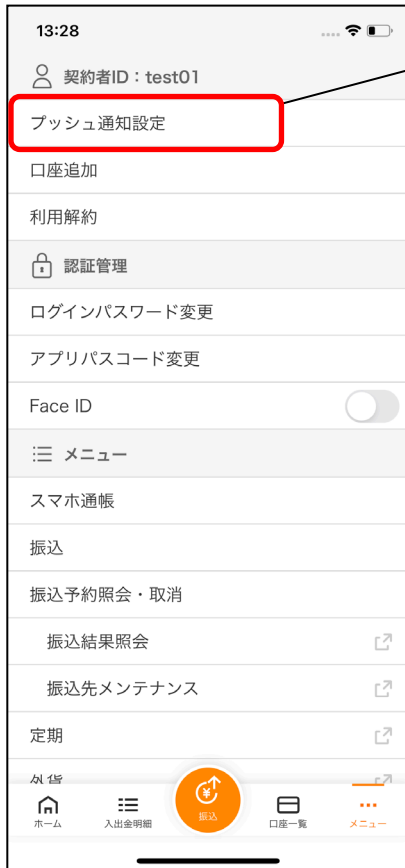 13:28
契約者ID：test01
プッシュ通知設定
口座追加
利用解約
認証管理
ログインパスワード変更
アプリパスコード変更
Face ID
メニュー
スマホ通帳
振込
振込予約照会・取消
振込結果照会
振込先メンテナンス
定期
外貨
ホーム
入出金明細
振込
口座一覧
メニュー